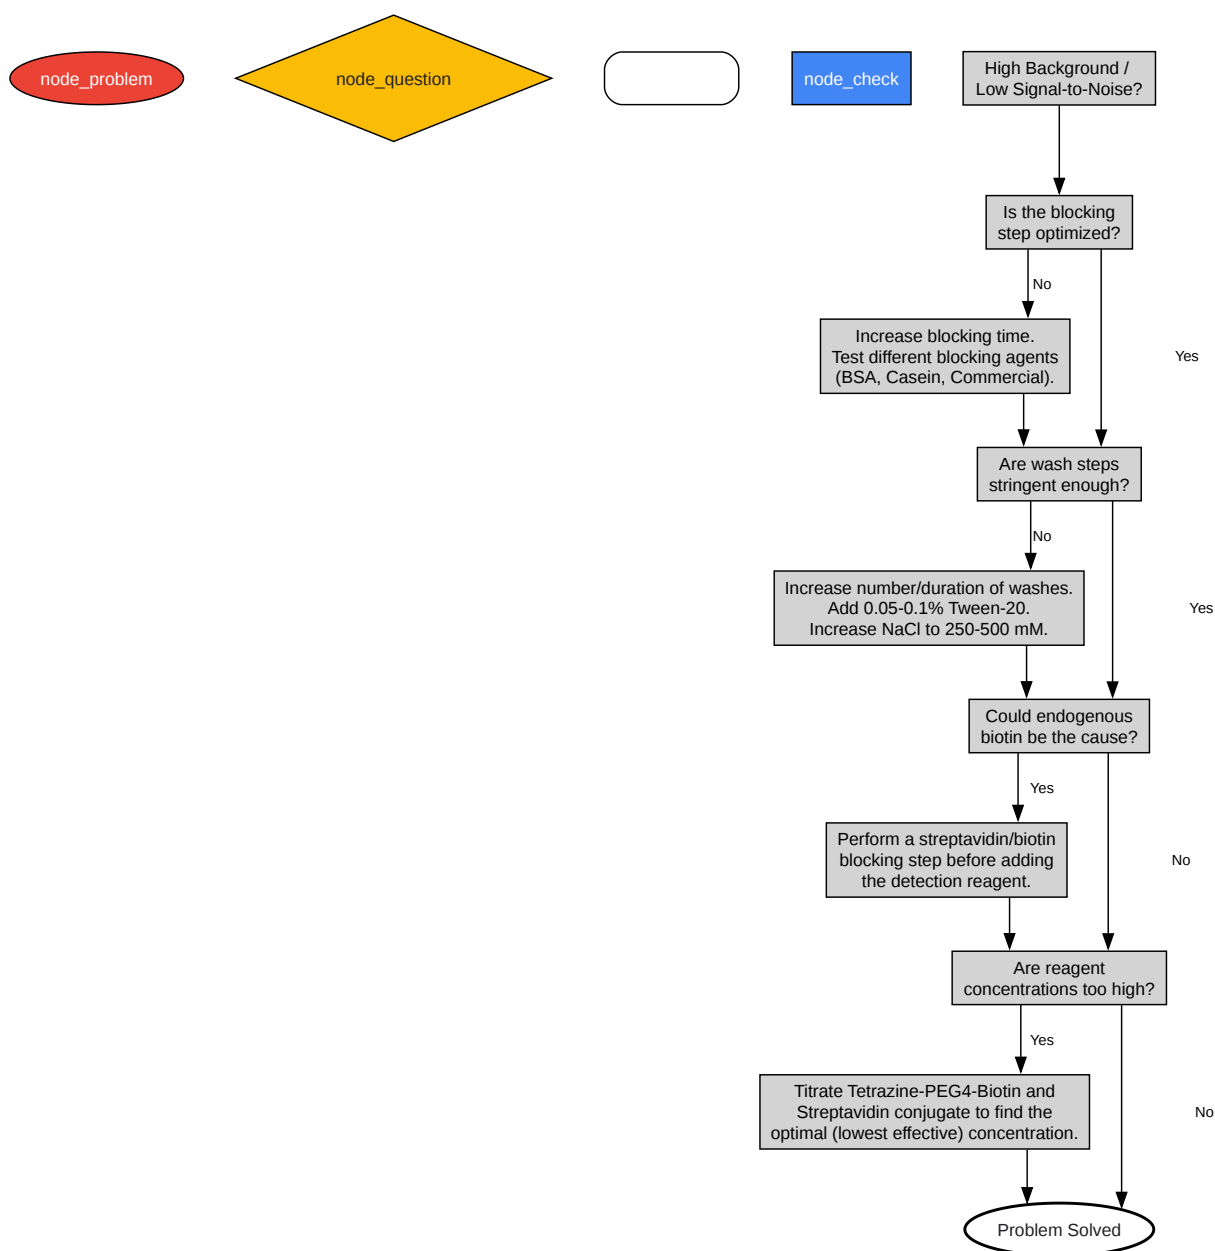 node_problem
node_question
node_check
High Background /
Low Signal-to-Noise?
Is the blocking
step optimized?
No
Increase blocking time.
Test different blocking agents
(BSA, Casein, Commercial).
Yes
Are wash steps
stringent enough?
No
Increase number/duration of washes.
Add 0.05-0.1% Tween-20.
Increase NaCl to 250-500 mM.
Yes
Could endogenous
biotin be the cause?
Yes
Perform a streptavidin/biotin
blocking step before adding
the detection reagent.
No
Are reagent
concentrations too high?
Yes
Titrate Tetrazine-PEG4-Biotin and
Streptavidin conjugate to find the
optimal (lowest effective) concentration.
No
Problem Solved